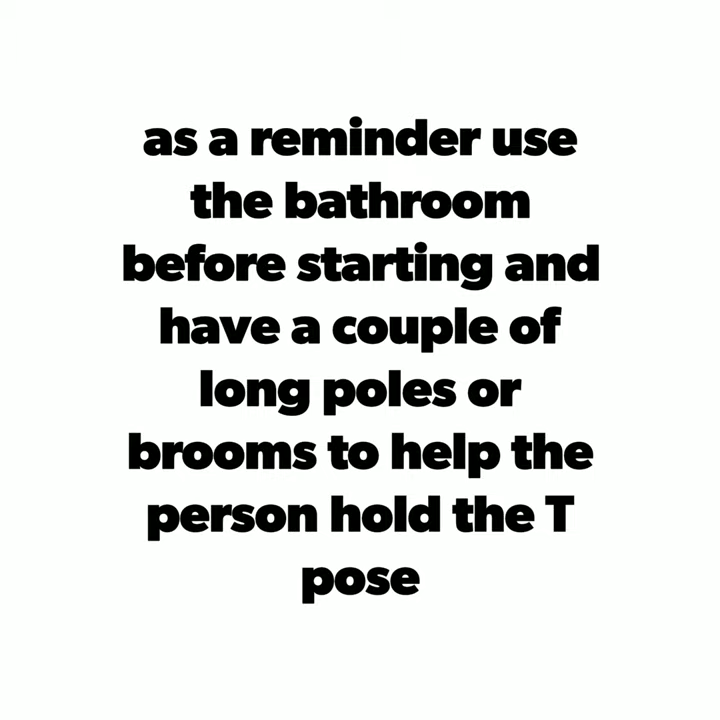 as a reminder use
the bathroom
before starting and
have a couple of
long poles or
brooms to help the
person hold the T
pose